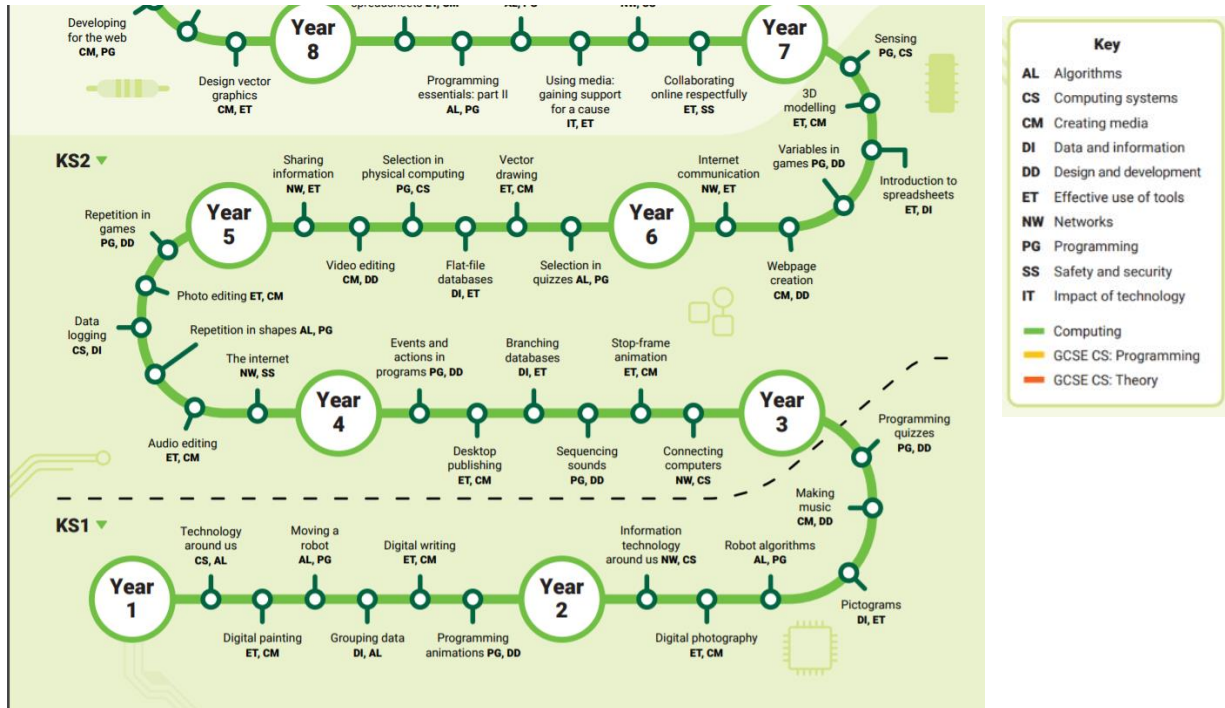 Developing
for the web
CM, PG
Design vector
graphics
CM, ET
Year
8
Programming
essentials: part II
AL, PG
Using media:
gaining support
for a cause
IT, ET
Collaborating
online respectfully
ET, SS
Year
7
Sensing
PG, CS
3D
modelling
ET, CM
Introduction to
spreadsheets
ET, DI
Variables in
games PG, DD
KS2
Sharing
information
NW, ET
Selection in
physical computing
PG, CS
Vector
drawing
ET, CM
Internet
communication
NW, ET
Repetition in
games
PG, DD
Year
5
Video editing
CM, DD
Flat-file
databases
DI, ET
Selection in
quizzes AL, PG
Year
6
Webpage
creation
CM, DD
Photo editing ET, CM
Data
logging
CS, DI
Repetition in shapes AL, PG
The internet
NW, SS
Audio editing
ET, CM
Year
4
Events and
actions in
programs PG, DD
Branching
databases
DI, ET
Stop-frame
animation
ET, CM
Desktop
publishing
ET, CM
Sequencing
sounds
PG, DD
Connecting
computers
NW, CS
Year
3
Programming
quizzes
PG, DD
Making
music
CM, DD
Pictograms
DI, ET
KS1
Year
1
Technology
around us
CS, AL
Moving a
robot
AL, PG
Digital writing
ET, CM
Digital painting
ET, CM
Grouping data
DI, AL
Programming
animations PG, DD
Year
2
Information
technology
around us NW, CS
Robot algorithms
AL, PG
Digital photography
ET, CM
Key
AL Algorithms
CS Computing systems
CM Creating media
DI Data and information
DD Design and development
ET Effective use of tools
NW Networks
PG Programming
SS Safety and security
IT Impact of technology
Computing
GCSE CS: Programming
GCSE CS: Theory